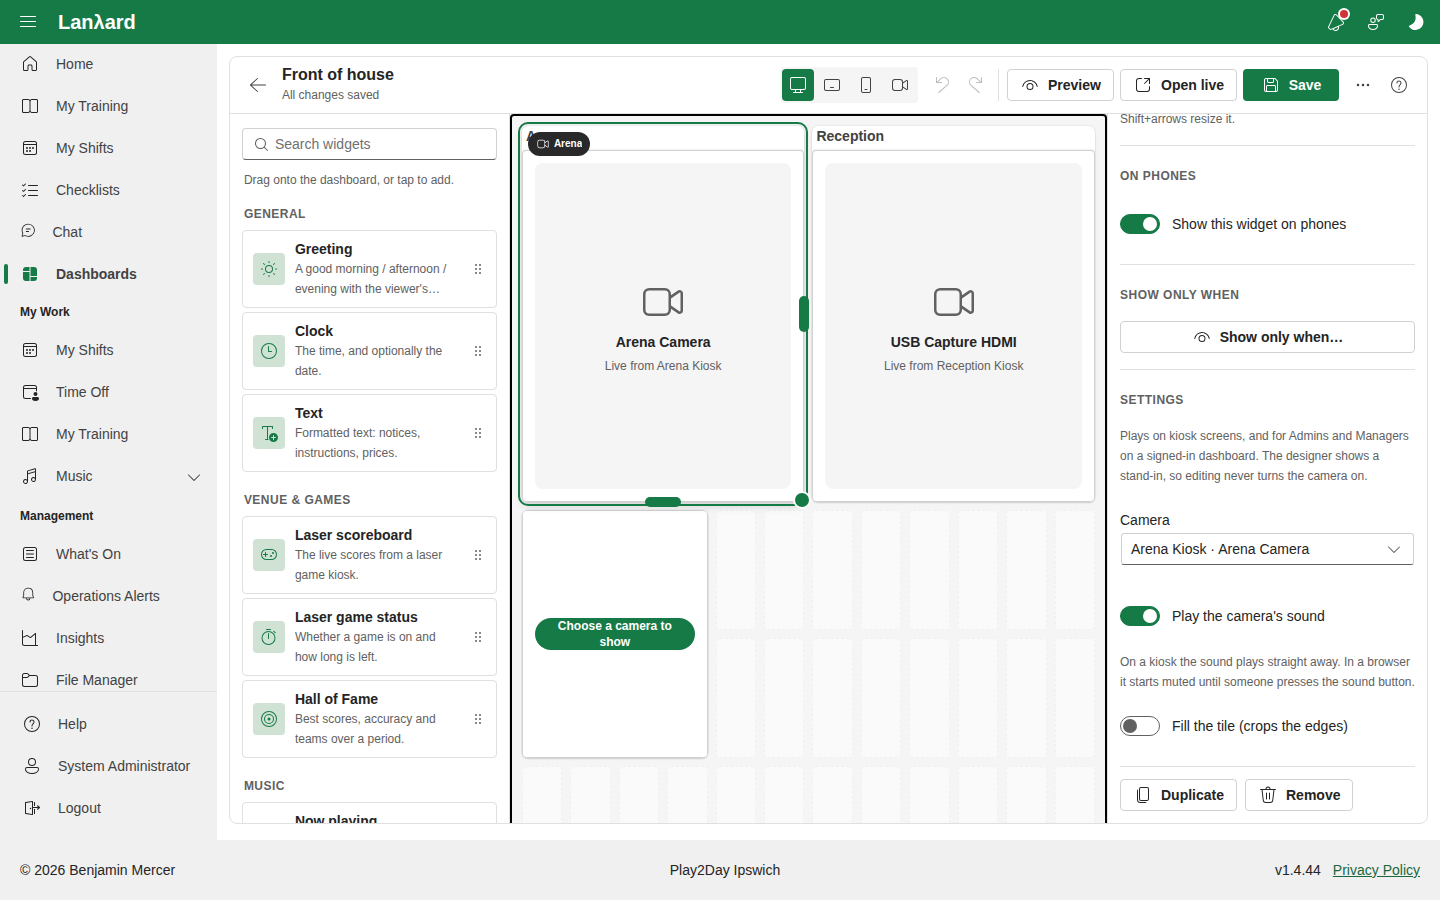 Lanλard
Home
My Training
My Shifts
Checklists
Chat
Dashboards
My Work
My Shifts
Time Off
My Training
Music
Management
What's On
Operations Alerts
Insights
File Manager
Help
System Administrator
Logout
Front of house
All changes saved
Preview
Open live
Save
Search widgets
Drag onto the dashboard, or tap to add.
GENERAL
Greeting
A good morning / afternoon /
evening with the viewer's…
Clock
The time, and optionally the
date.
Text
Formatted text: notices,
instructions, prices.
VENUE & GAMES
Laser scoreboard
The live scores from a laser
game kiosk.
Laser game status
Whether a game is on and
how long is left.
Hall of Fame
Best scores, accuracy and
teams over a period.
MUSIC
Now playing
Arena
Arena Camera
Live from Arena Kiosk
Reception
USB Capture HDMI
Live from Reception Kiosk
Choose a camera to
show
Shift+arrows resize it.
ON PHONES
Show this widget on phones
SHOW ONLY WHEN
Show only when…
SETTINGS
Plays on kiosk screens, and for Admins and Managers
on a signed-in dashboard. The designer shows a
stand-in, so editing never turns the camera on.
Camera
Arena Kiosk · Arena Camera
Play the camera's sound
On a kiosk the sound plays straight away. In a browser
it starts muted until someone presses the sound button.
Fill the tile (crops the edges)
Duplicate
Remove
© 2026 Benjamin Mercer
Play2Day Ipswich
v1.4.44
Privacy Policy